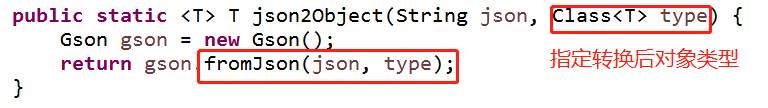 public static <T> T json2Object(String json, Class<T> type) {
    Gson gson = new Gson();
    return gson.fromJson(json, type);
指定转换后对象类型
}